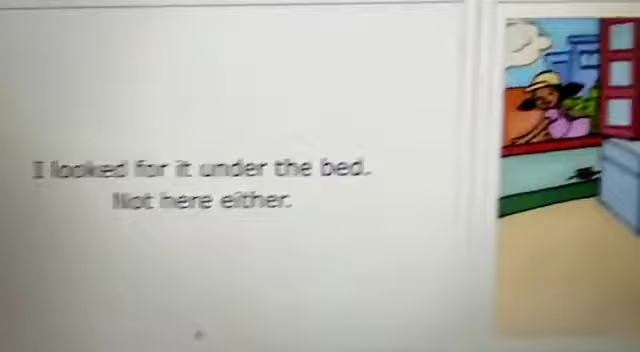 I looked for it under the bed.
Not here either.